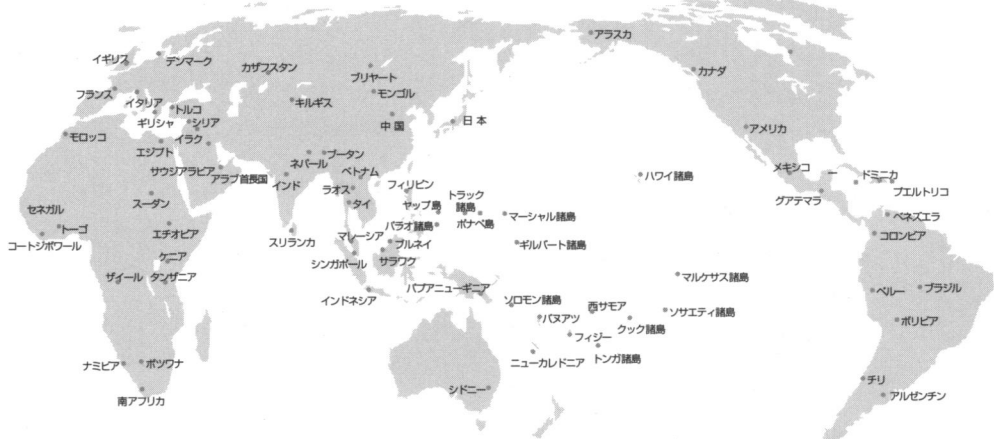 イギリス
デンマーク
フランス
イタリア
ギリシャ
トルコ
シリア
イラク
モロッコ
エジプト
サウジアラビア
アラブ首長国
スーダン
セネガル
トーゴ
コートジボワール
エチオピア
ケニア
ザイール
タンザニア
ナミビア
ボツワナ
南アフリカ
カザフスタン
キルギス
ブリヤート
モンゴル
中国
日本
ネパール
ブータン
インド
ベトナム
ラオス
タイ
スリランカ
フィリピン
ヤップ島
トラック
諸島
ポナペ島
マーシャル諸島
パラオ諸島
マレーシア
ブルネイ
シンガポール
サラワク
ギルバート諸島
インドネシア
パプアニューギニア
ソロモン諸島
バヌアツ
西サモア
フィジー
クック諸島
ソサエティ諸島
マルケサス諸島
ニューカレドニア
トンガ諸島
シドニー
ハワイ諸島
アラスカ
カナダ
アメリカ
メキシコ
ー
ドミニカ
プエルトリコ
グアテマラ
ベネズエラ
コロンビア
ペルー
ブラジル
ボリビア
チリ
アルゼンチン